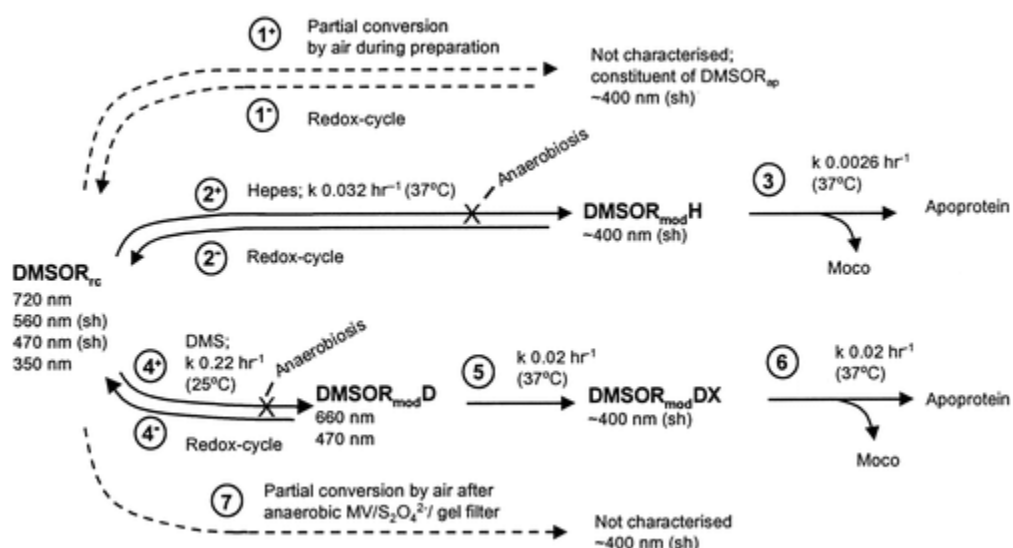 1+
Partial conversion
by air during preparation
Not characterised;
constituent of DMSORap
~400 nm (sh)
1-
Redox-cycle
Anaerobiosis
2+
Hepes; k 0.032 hr⁻¹ (37ºC)
3
k 0.0026 hr⁻¹
(37ºC)
DMSORmodH
~400 nm (sh)
Apoprotein
2-
Redox-cycle
Moco
DMSORrc
720 nm
560 nm (sh)
470 nm (sh)
350 nm
4+
DMS;
k 0.22 hr⁻¹
(25ºC)
Anaerobiosis
5
k 0.02 hr⁻¹
(37ºC)
6
k 0.02 hr⁻¹
(37ºC)
DMSORmodD
660 nm
470 nm
DMSORmodDX
~400 nm (sh)
Apoprotein
4-
Redox-cycle
Moco
7
Partial conversion by air after
anaerobic MV/S₂O₄²⁻/ gel filter
Not characterised
~400 nm (sh)